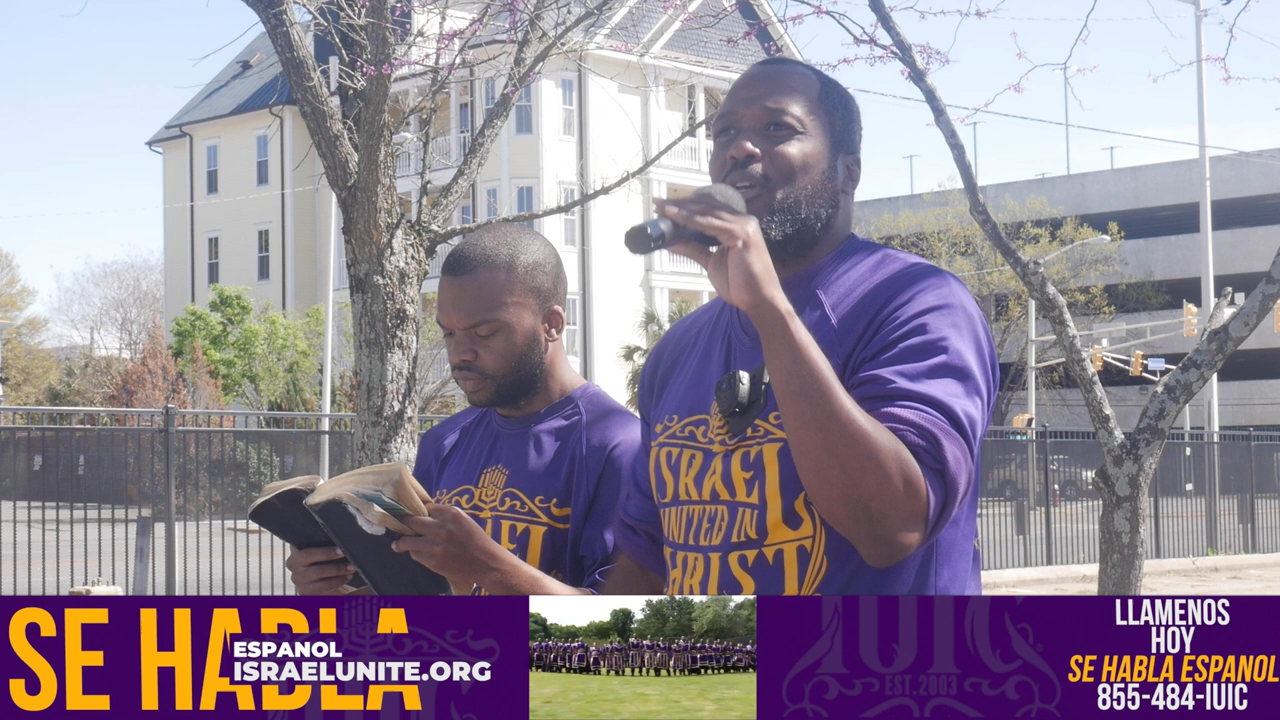 ISRAEL
UNITED IN
CHRIST
SE HABLA
ESPANOL
ISRAELUNITE.ORG
IUIC
EST. 2003
LLAMENOS
HOY
SE HABLA ESPANOL
855-484-IUIC